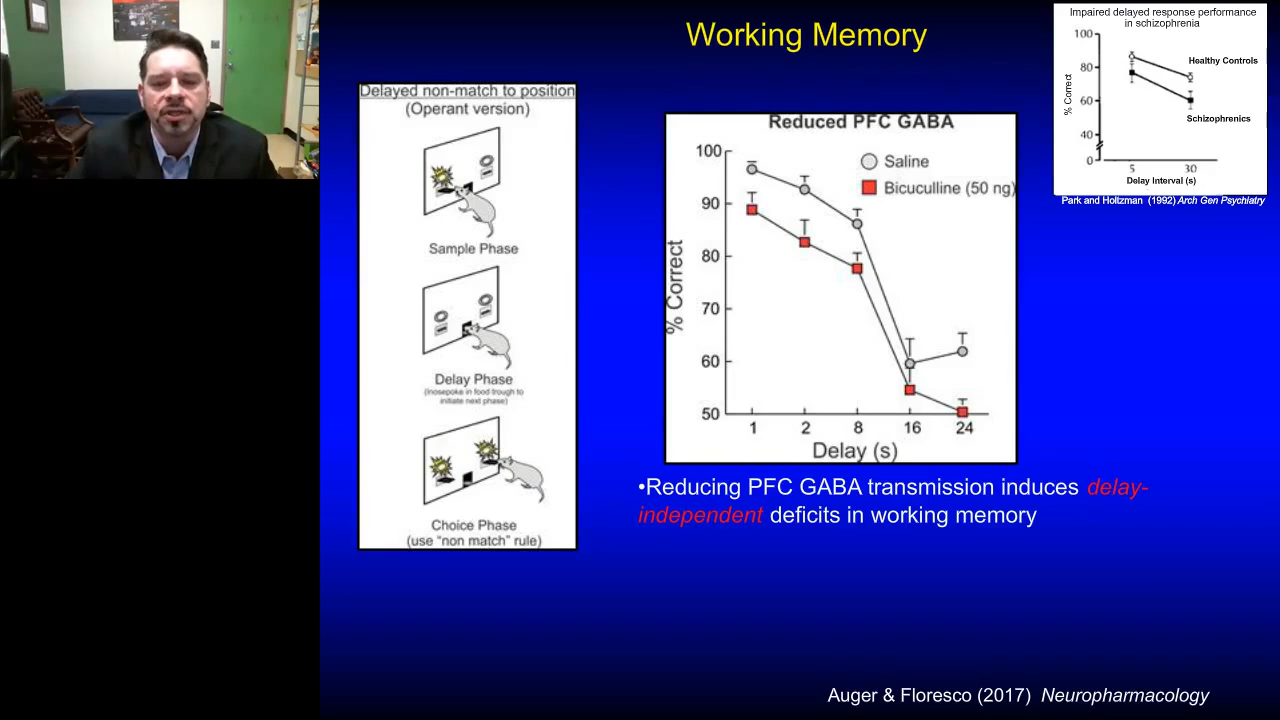 Working Memory
Delayed non-match to position
(Operant version)
Sample Phase
Delay Phase
(nosepoke in food trough to
initiate next phase)
Choice Phase
(use "non match" rule)
Reduced PFC GABA
Saline
Bicuculline (50 ng)
% Correct
100
90
80
70
60
50
1 2 8 16 24
Delay (s)
Impaired delayed response performance
in schizophrenia
% Correct
100
80
60
40
0
Healthy Controls
Schizophrenics
5 30
Delay Interval (s)
Park and Holtzman (1992) Arch Gen Psychiatry
•Reducing PFC GABA transmission induces delay-
independent deficits in working memory
Auger & Floresco (2017) Neuropharmacology